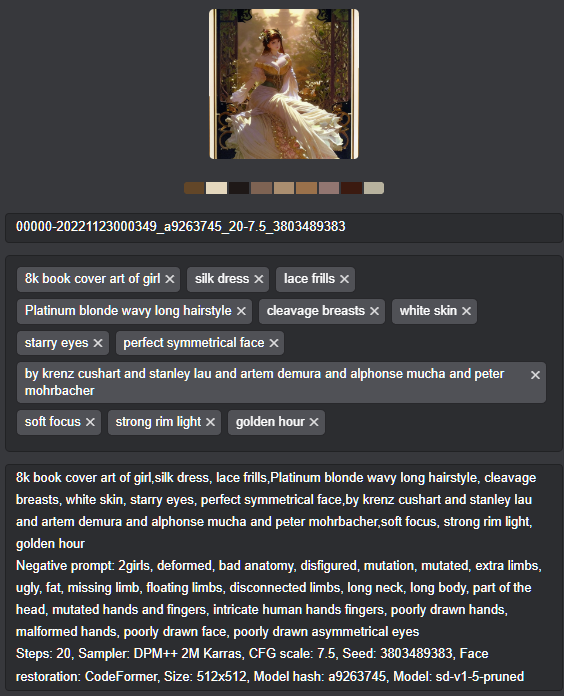 00000-20221123000349_a9263745_20-7.5_3803489383
8k book cover art of girl ×
silk dress ×
lace frills ×
Platinum blonde wavy long hairstyle ×
cleavage breasts ×
white skin ×
starry eyes ×
perfect symmetrical face ×
by krenz cushart and stanley lau and artem demura and alphonse mucha and peter
mohrbacher ×
soft focus ×
strong rim light ×
golden hour ×
8k book cover art of girl,silk dress, lace frills,Platinum blonde wavy long hairstyle, cleavage
breasts, white skin, starry eyes, perfect symmetrical face,by krenz cushart and stanley lau
and artem demura and alphonse mucha and peter mohrbacher,soft focus, strong rim light,
golden hour
Negative prompt: 2girls, deformed, bad anatomy, disfigured, mutation, mutated, extra limbs,
ugly, fat, missing limb, floating limbs, disconnected limbs, long neck, long body, part of the
head, mutated hands and fingers, intricate human hands fingers, poorly drawn hands,
malformed hands, poorly drawn face, poorly drawn asymmetrical eyes
Steps: 20, Sampler: DPM++ 2M Karras, CFG scale: 7.5, Seed: 3803489383, Face
restoration: CodeFormer, Size: 512x512, Model hash: a9263745, Model: sd-v1-5-pruned